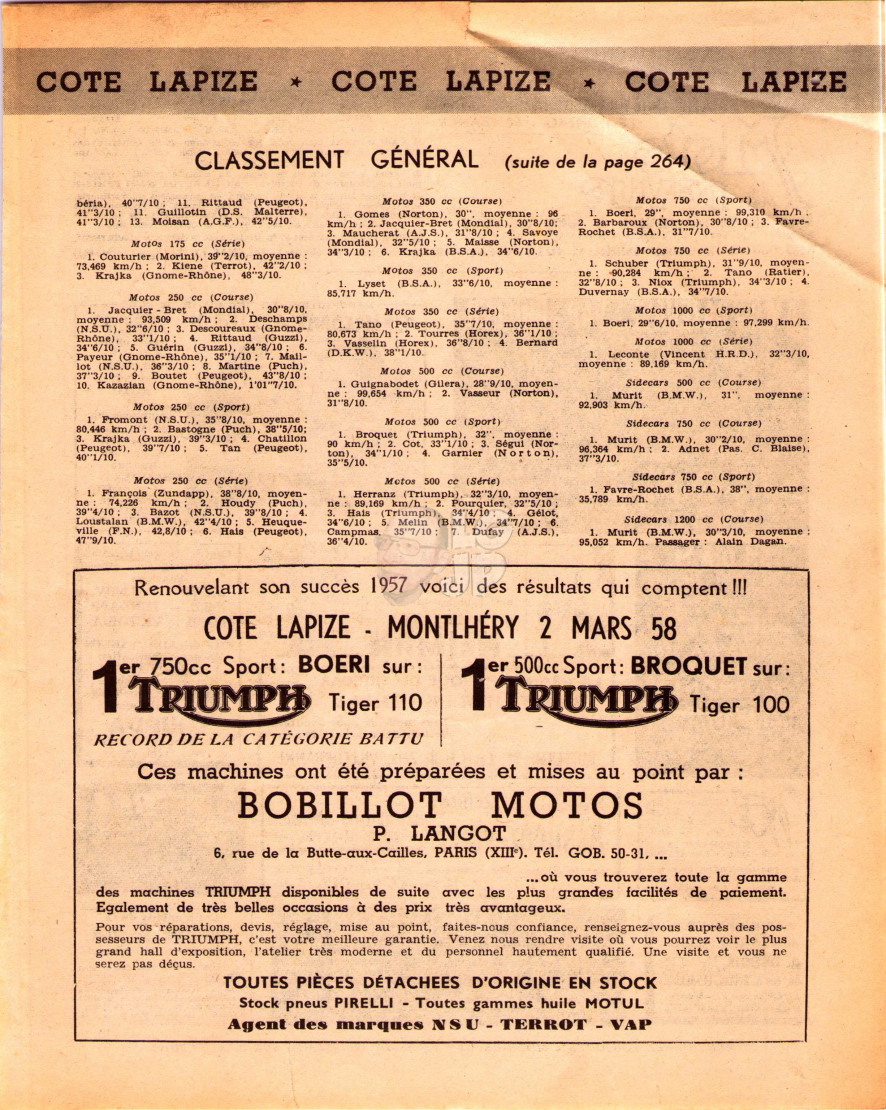 COTE LAPIZE * COTE LAPIZE * COTE LAPIZE
CLASSEMENT GÉNÉRAL (suite de la page 264)
béria), 40"7/10 ; 11. Rittaud (Peugeot),
41"3/10 ; 11. Guillotin (D.S. Malterre),
41"3/10 ; 13. Moisan (A.G.F.), 42"5/10.
Motos 175 cc (Série)
1. Couturier (Morini), 39"2/10, moyenne :
73,469 km/h ; 2. Kiene (Terrot), 42"2/10 ;
3. Krajka (Gnome-Rhône), 48"3/10.
Motos 250 cc (Course)
1. Jacquier - Bret (Mondial), 30"8/10,
moyenne : 93,509 km/h ; 2. Deschamps
(N.S.U.), 32"6/10 ; 3. Descoureaux (Gnome-
Rhône), 33"1/10 ; 4. Rittaud (Guzzi),
34"6/10 ; 5. Guérin (Guzzi), 34"8/10 ; 6.
Payeur (Gnome-Rhône), 35"1/10 ; 7. Mail-
lot (N.S.U.), 36"3/10 ; 8. Martine (Puch),
37"3/10 ; 9. Boutet (Peugeot), 43"8/10 ;
10. Kazazian (Gnome-Rhône), 1'01"7/10.
Motos 250 cc (Sport)
1. Fromont (N.S.U.), 35"8/10, moyenne :
80,446 km/h ; 2. Bastogne (Puch), 38"5/10;
3. Krajka (Guzzi), 39"3/10 ; 4. Chatillon
(Peugeot), 39"7/10 ; 5. Tan (Peugeot),
40"1/10.
Motos 250 cc (Série)
1. François (Zundapp), 38"8/10, moyen-
ne : 74,226 km/h ; 2. Houdy (Puch),
39"4/10 ; 3. Bazot (N.S.U.), 39"8/10 ; 4.
Loustalan (B.M.W.), 42"4/10 ; 5. Heuque-
ville (F.N.), 42,8/10 ; 6. Hais (Peugeot),
47"9/10.
Motos 350 cc (Course)
1. Gomes (Norton), 30", moyenne : 96
km/h ; 2. Jacquier-Bret (Mondial), 30"8/10;
3. Maucherat (A.J.S.), 31"8/10 ; 4. Savoye
(Mondial), 32"5/10 ; 5. Maisse (Norton),
34"3/10 ; 6. Krajka (B.S.A.), 34"6/10.
Motos 350 cc (Sport)
1. Lyset (B.S.A.), 33"6/10, moyenne :
85,717 km/h.
Motos 350 cc (Série)
1. Tano (Peugeot), 35"7/10, moyenne :
80,673 km/h ; 2. Tourres (Horex), 36"1/10 ;
3. Vasselin (Horex), 36"8/10 ; 4. Bernard
(D.K.W.), 38"1/10.
Motos 500 cc (Course)
1. Guignabodet (Gilera), 28"9/10, moyen-
ne : 99,654 km/h ; 2. Vasseur (Norton),
31"8/10.
Motos 500 cc (Sport)
1. Broquet (Triumph), 32", moyenne :
90 km/h ; 2. Cot, 33"1/10 ; 3. Ségui (Nor-
ton), 34"1/10 ; 4. Garnier (Norton),
35"5/10.
Motos 500 cc (Série)
1. Herranz (Triumph), 32"3/10, moyen-
ne : 89,169 km/h ; 2. Pourquier, 32"5/10 ;
3. Hais (Triumph), 34"4/10 ; 4. Gélot,
34"6/10 ; 5. Melin (B.M.W.), 34"7/10 ; 6.
Campmas, 35"7/10 ; 7. Dufay (A.J.S.),
36"4/10.
Motos 750 cc (Sport)
1. Boeri, 29", moyenne : 99,310 km/h ;
2. Barbaroux (Norton), 30"8/10 ; 3. Favre-
Rochet (B.S.A.), 31"7/10.
Motos 750 cc (Série)
1. Schuber (Triumph), 31"9/10, moyen-
ne : -90,284 km/h ; 2. Tano (Ratier),
32"8/10 ; 3. Niox (Triumph), 34"3/10 ; 4.
Duvernay (B.S.A.), 34"7/10.
Motos 1000 cc (Sport)
1. Boeri, 29"6/10, moyenne : 97,299 km/h.
Motos 1000 cc (Série)
1. Leconte (Vincent H.R.D.), 32"3/10,
moyenne : 89,169 km/h.
Sidecars 500 cc (Course)
1. Murit (B.M.W.), 31", moyenne :
92,903 km/h.
Sidecars 750 cc (Course)
1. Murit (B.M.W.), 30"2/10, moyenne :
96,364 km/h ; 2. Adnet (Pas. C. Blaise),
37"3/10.
Sidecars 750 cc (Sport)
1. Favre-Rochet (B.S.A.), 38", moyenne :
35,789 km/h.
Sidecars 1200 cc (Course)
1. Murit (B.M.W.), 30"3/10, moyenne :
95,052 km/h. Passager : Alain Dagan.
Renouvelant son succès 1957 voici des résultats qui comptent !!!
COTE LAPIZE - MONTLHÉRY 2 MARS 58
1er 750cc Sport : BOERI sur :
TRIUMPH Tiger 110
RECORD DE LA CATÉGORIE BATTU
1er 500cc Sport : BROQUET sur :
TRIUMPH Tiger 100
Ces machines ont été préparées et mises au point par :
BOBILLOT MOTOS
P. LANGOT
6, rue de la Butte-aux-Cailles, PARIS (XIIIe). Tél. GOB. 50-31, ...
...où vous trouverez toute la gamme
des machines TRIUMPH disponibles de suite avec les plus grandes facilités de paiement.
Egalement de très belles occasions à des prix très avantageux.
Pour vos réparations, devis, réglage, mise au point, faites-nous confiance, renseignez-vous auprès des pos-
sesseurs de TRIUMPH, c'est votre meilleure garantie. Venez nous rendre visite où vous pourrez voir le plus
grand hall d'exposition, l'atelier très moderne et du personnel hautement qualifié. Une visite et vous ne
serez pas déçus.
TOUTES PIÈCES DÉTACHEES D'ORIGINE EN STOCK
Stock pneus PIRELLI - Toutes gammes huile MOTUL
Agent des marques NSU - TERROT - VAP